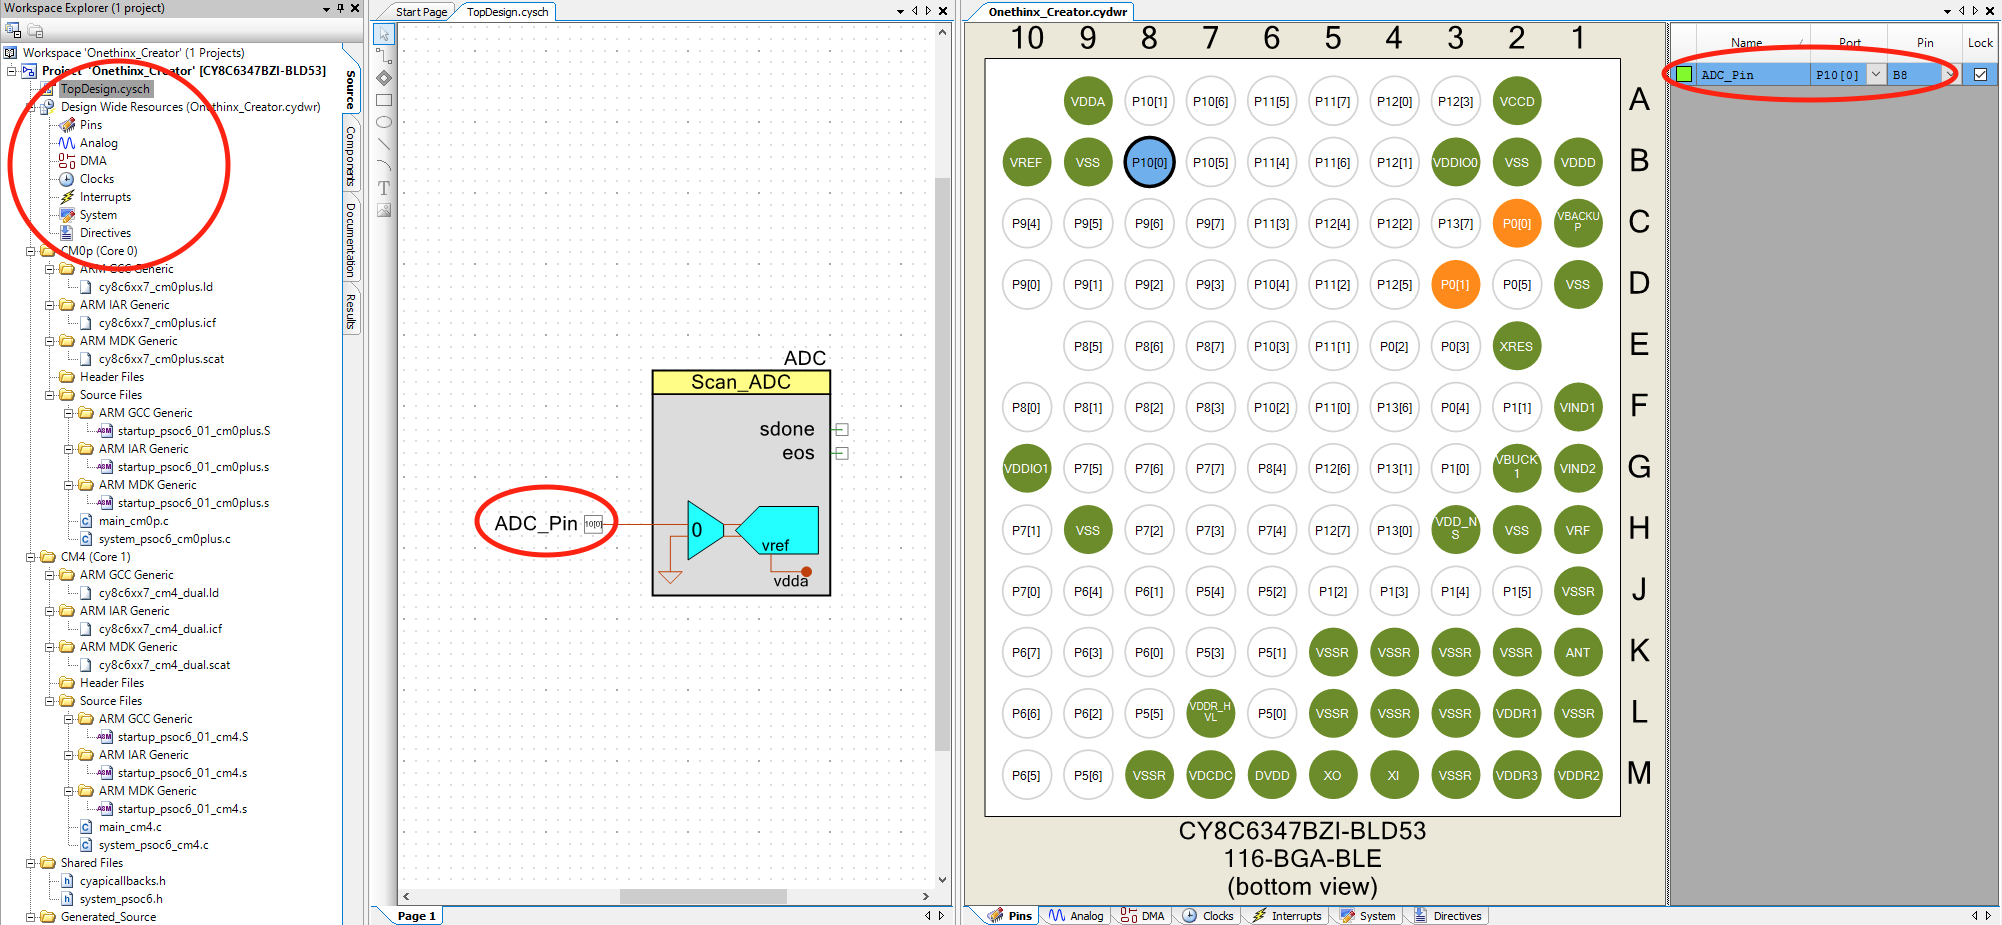 Workspace Explorer (1 project)
Workspace 'Onethinx_Creator' (1 Projects)
Project 'Onethinx_Creator' [CY8C6347BZI-BLD53]
TopDesign.cysch
Design Wide Resources (Onethinx_Creator.cydwr)
Pins
Analog
DMA
Clocks
Interrupts
System
Directives
CM0p (Core 0)
ARM GCC Generic
cy8c6xx7_cm0plus.ld
ARM IAR Generic
cy8c6xx7_cm0plus.icf
ARM MDK Generic
cy8c6xx7_cm0plus.scat
Header Files
Source Files
ARM GCC Generic
startup_psoc6_01_cm0plus.S
ARM IAR Generic
startup_psoc6_01_cm0plus.s
ARM MDK Generic
startup_psoc6_01_cm0plus.s
main_cm0p.c
system_psoc6_cm0plus.c
CM4 (Core 1)
ARM GCC Generic
cy8c6xx7_cm4_dual.ld
ARM IAR Generic
cy8c6xx7_cm4_dual.icf
ARM MDK Generic
cy8c6xx7_cm4_dual.scat
Header Files
Source Files
ARM GCC Generic
startup_psoc6_01_cm4.S
ARM IAR Generic
startup_psoc6_01_cm4.s
ARM MDK Generic
startup_psoc6_01_cm4.s
main_cm4.c
system_psoc6_cm4.c
Shared Files
cyapicallbacks.h
system_psoc6.h
Generated_Source
Source
Components
Documentation
Results
Start Page TopDesign.cysch
ADC
Scan_ADC
sdone
eos
ADC_Pin 10[0]
0
vref
vdda
Page 1
Onethinx_Creator.cydwr
10 9 8 7 6 5 4 3 2 1
VDDA P10[1] P10[6] P11[5] P11[7] P12[0] P12[3] VCCD A
VREF VSS P10[0] P10[5] P11[4] P11[6] P12[1] VDDIO0 VSS VDDD B
P9[4] P9[5] P9[6] P9[7] P11[3] P12[4] P12[2] P13[7] P0[0] VBACKUP C
P9[0] P9[1] P9[2] P9[3] P10[4] P11[2] P12[5] P0[1] P0[5] VSS D
P8[5] P8[6] P8[7] P10[3] P11[1] P0[2] P0[3] XRES E
P8[0] P8[1] P8[2] P8[3] P10[2] P11[0] P13[6] P0[4] P1[1] VIND1 F
VDDIO1 P7[5] P7[6] P7[7] P8[4] P12[6] P13[1] P1[0] VBUCK1 VIND2 G
P7[1] VSS P7[2] P7[3] P7[4] P12[7] P13[0] VDD_NS VSS VRF H
P7[0] P6[4] P6[1] P5[4] P5[2] P1[2] P1[3] P1[4] P1[5] VSSR J
P6[7] P6[3] P6[0] P5[3] P5[1] VSSR VSSR VSSR VSSR ANT K
P6[6] P6[2] P5[5] VDDR_HVL P5[0] VSSR VSSR VSSR VDDR1 VSSR L
P6[5] P5[6] VSSR VDCDC DVDD XO XI VSSR VDDR3 VDDR2 M
CY8C6347BZI-BLD53
116-BGA-BLE
(bottom view)
Pins Analog DMA Clocks Interrupts System Directives
Name Port Pin Lock
ADC_Pin P10[0] B8